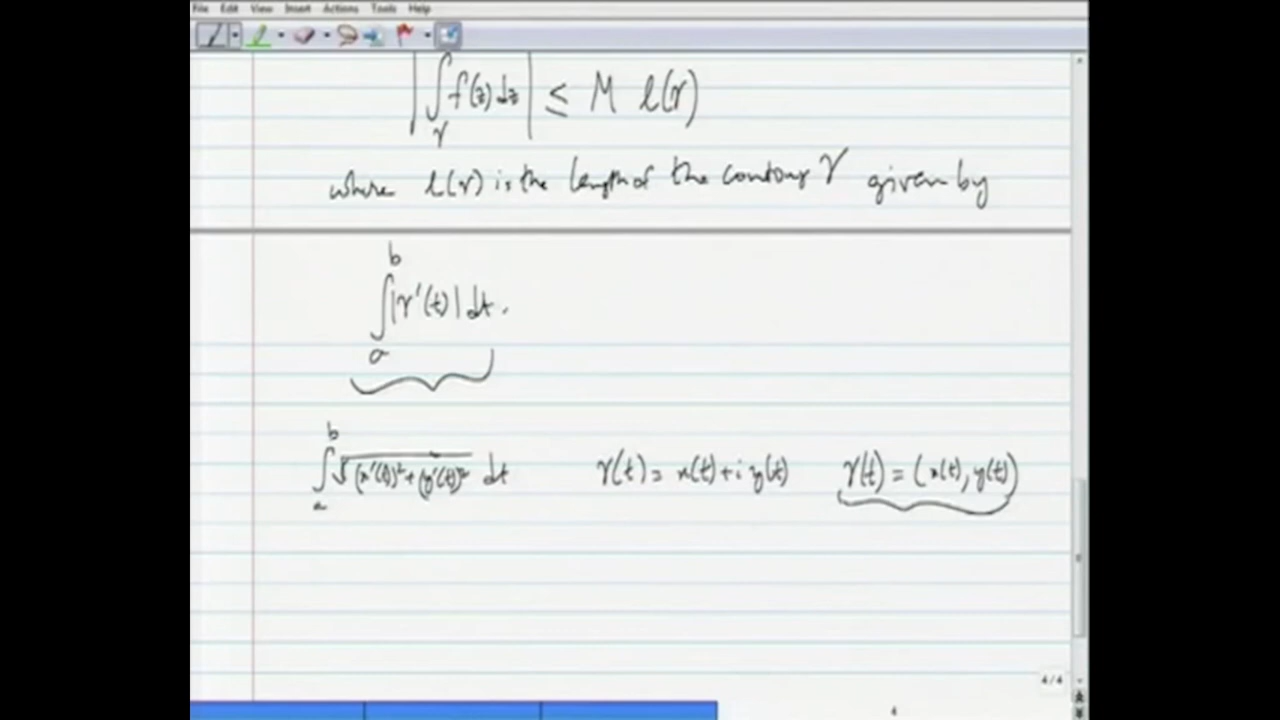 File Edit View Insert Actions Tools Help
|∫_γ f(z) dz| ≤ M l(γ)
where l(γ) is the length of the contour γ given by
∫_a^b |γ'(t)| dt.
∫_a^b √((x'(t))²+(y'(t))²) dt γ(t) = x(t)+i y(t) γ(t) = (x(t), y(t))
4/4
4